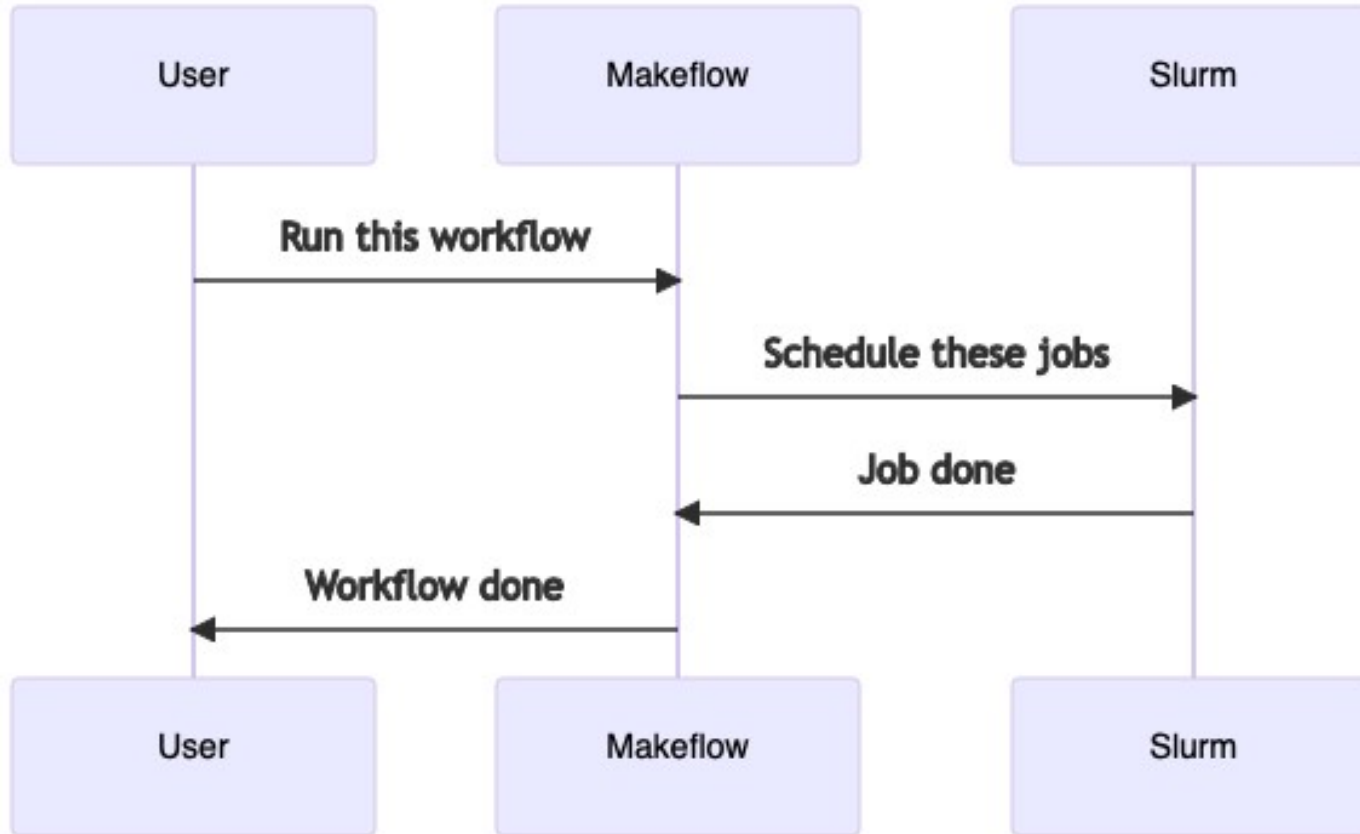 User
Makeflow
Slurm
Run this workflow
Schedule these jobs
Job done
Workflow done
User
Makeflow
Slurm